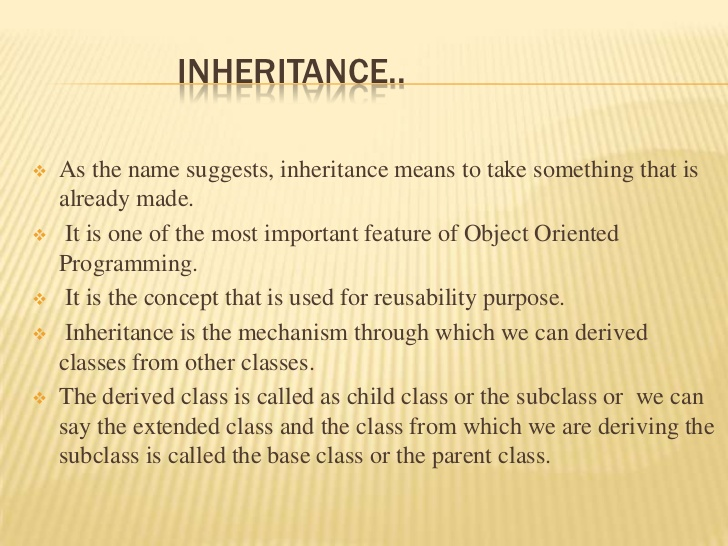 INHERITANCE..
As the name suggests, inheritance means to take something that is
already made.
It is one of the most important feature of Object Oriented
Programming.
It is the concept that is used for reusability purpose.
Inheritance is the mechanism through which we can derived
classes from other classes.
The derived class is called as child class or the subclass or we can
say the extended class and the class from which we are deriving the
subclass is called the base class or the parent class.